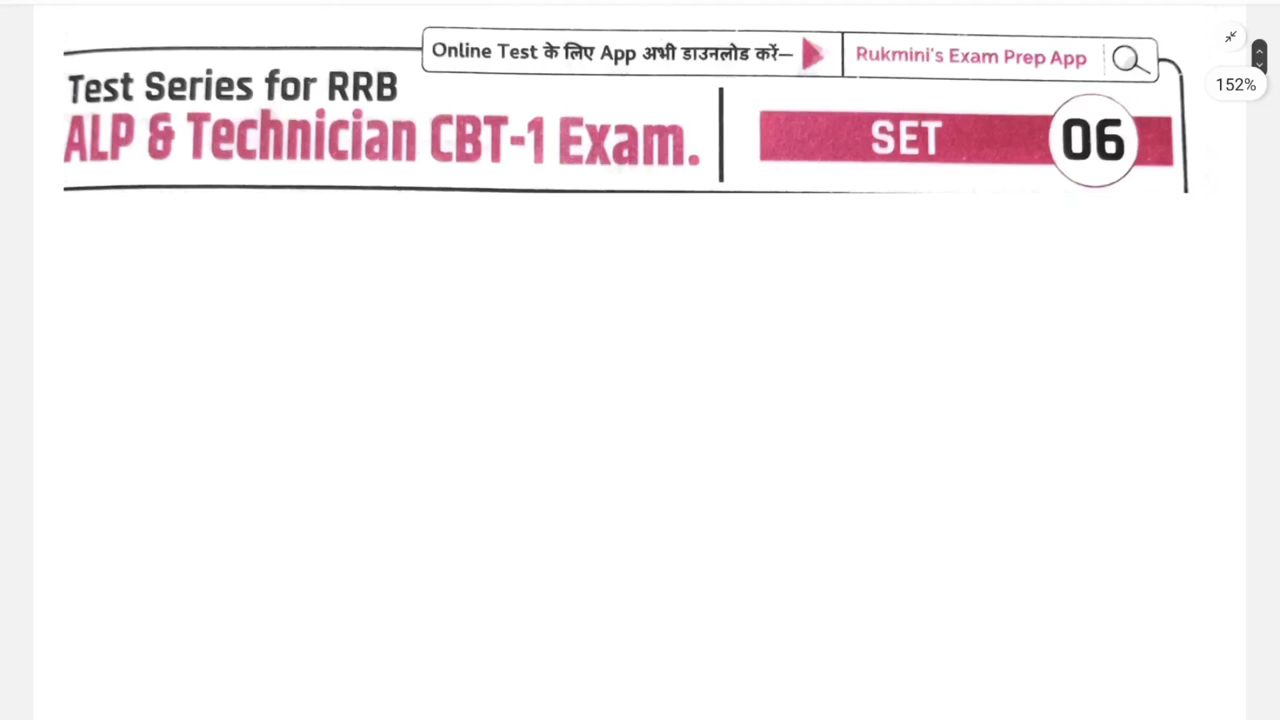 Online Test के लिए App अभी डाउनलोड करें–
Rukmini's Exam Prep App
Test Series for RRB
ALP & Technician CBT-1 Exam.
SET 06
152%